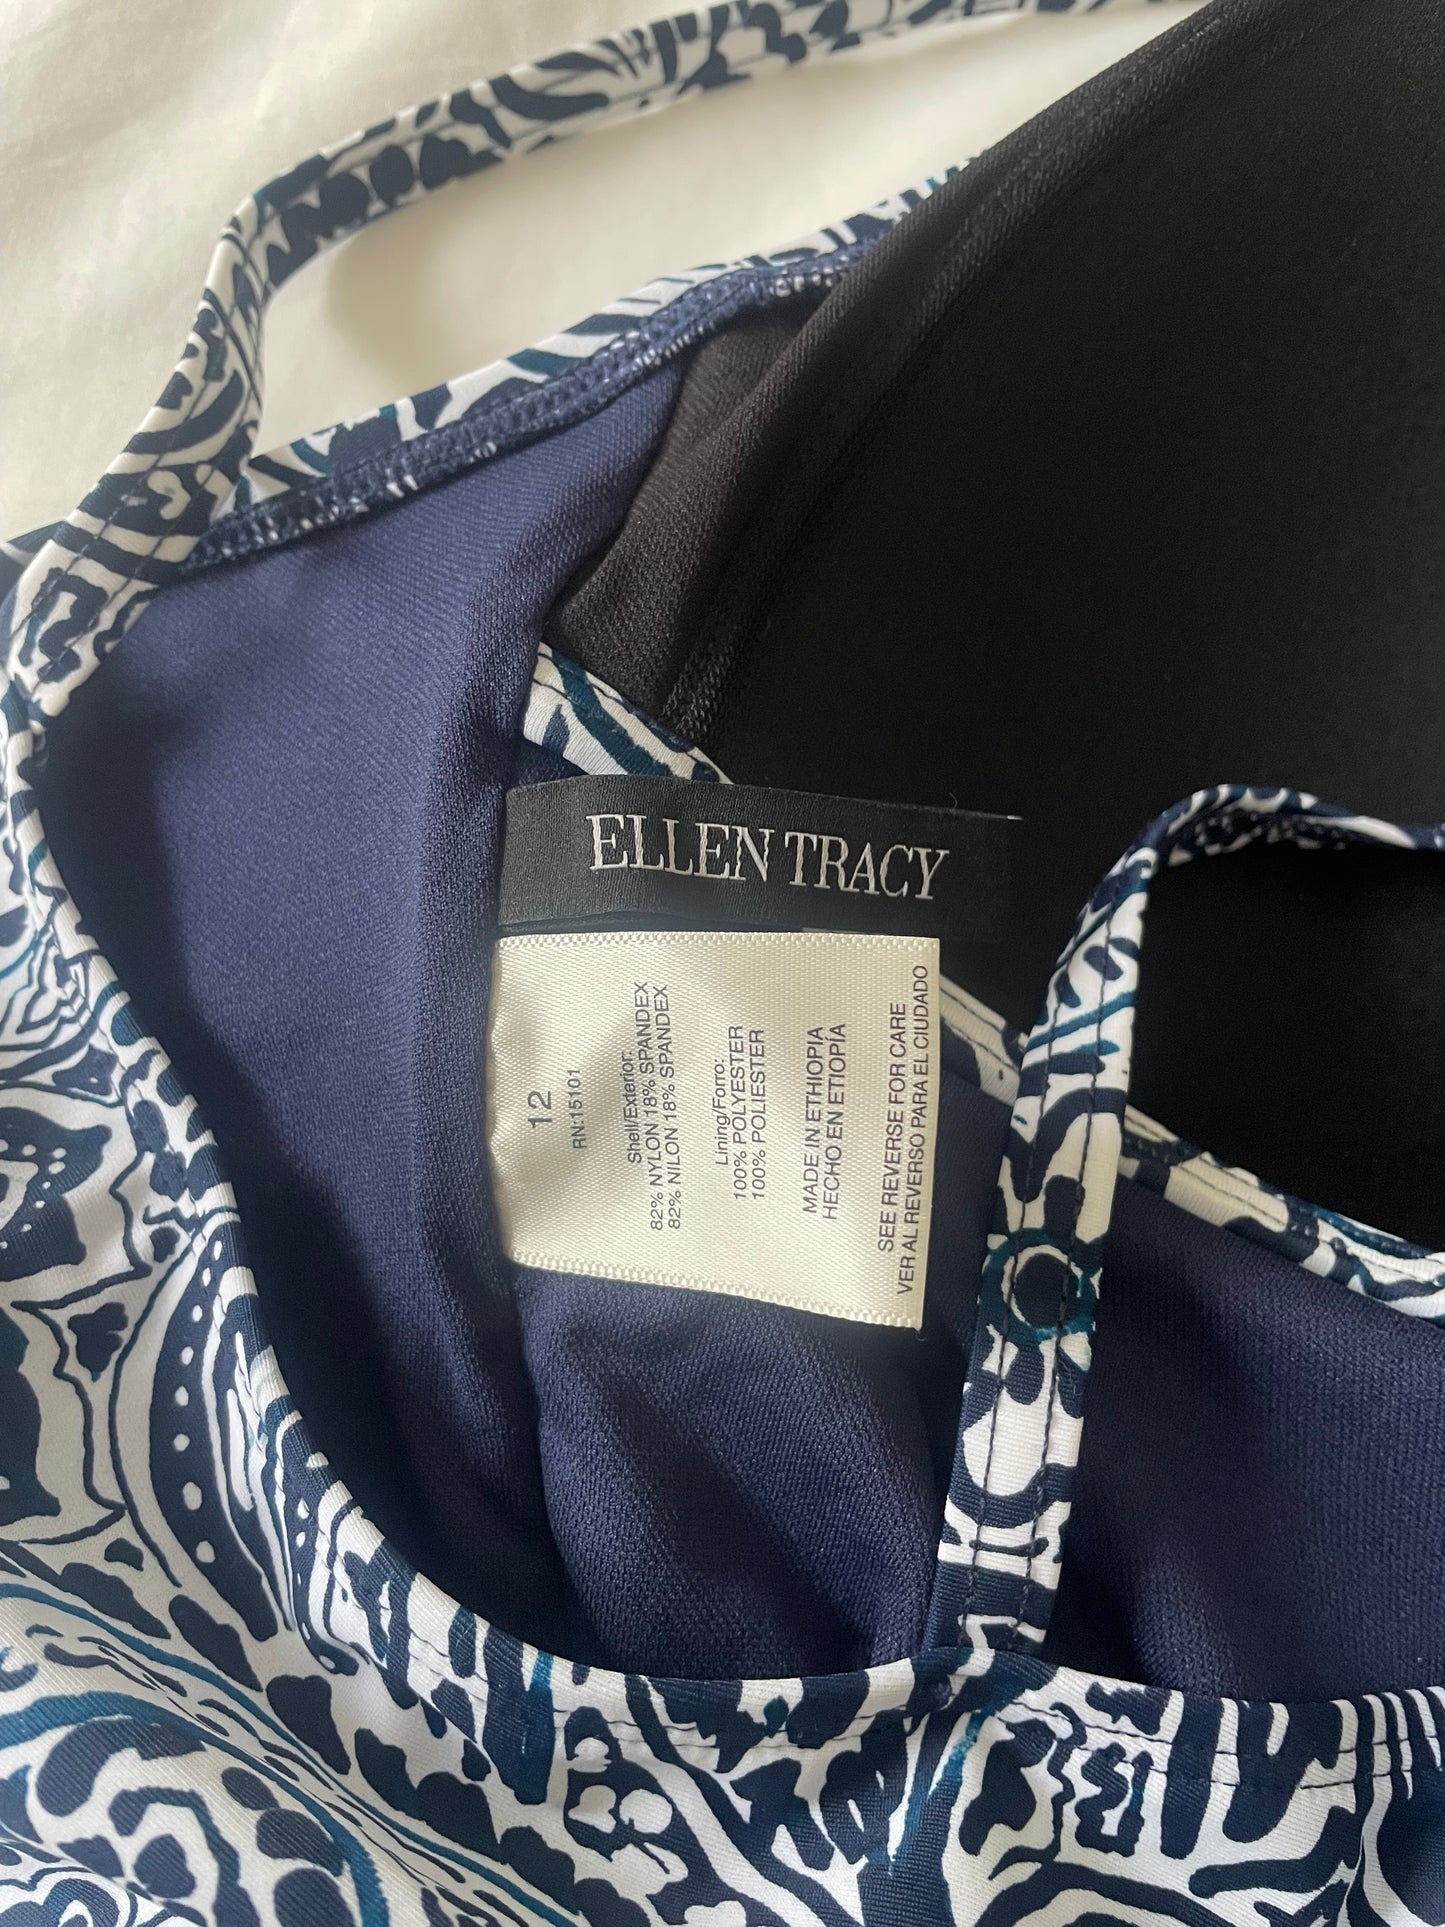 ELLEN TRACY
12
RN:15101
Shell/Exterior:
82% NYLON 18% SPANDEX
82% NILON 18% SPANDEX
Lining/Forro:
100% POLYESTER
100% POLIESTER
MADE IN ETHIOPIA
HECHO EN ETIOPÍA
SEE REVERSE FOR CARE
VER AL REVERSO PARA EL CIUDADO